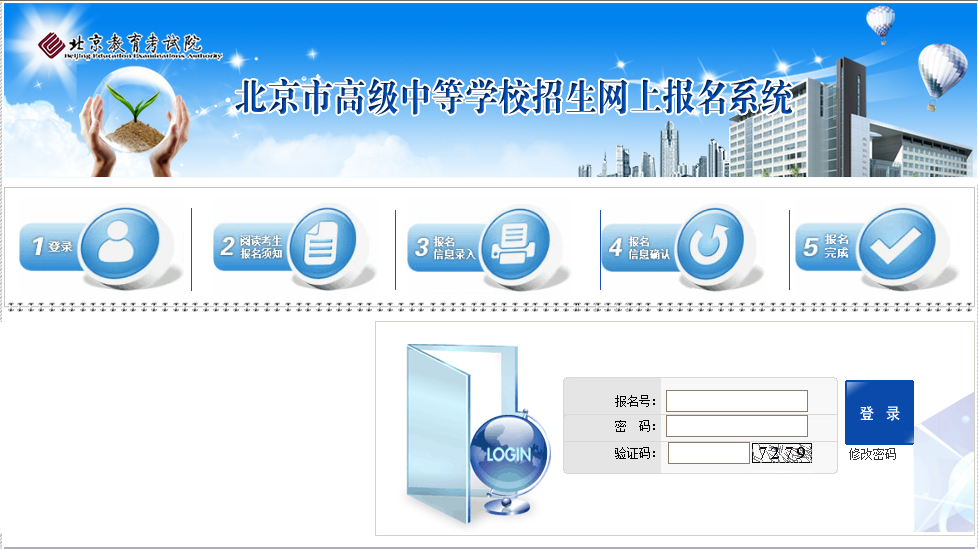 北京教育考试院
Beijing Education Examinations Authority
北京市高级中等学校招生网上报名系统
1 登录
2 阅读考生
报名须知
3 报名
信息录入
4 报名
信息确认
5 报名
完成
LOGIN
报名号:
密 码:
验证码:
7279
登 录
修改密码